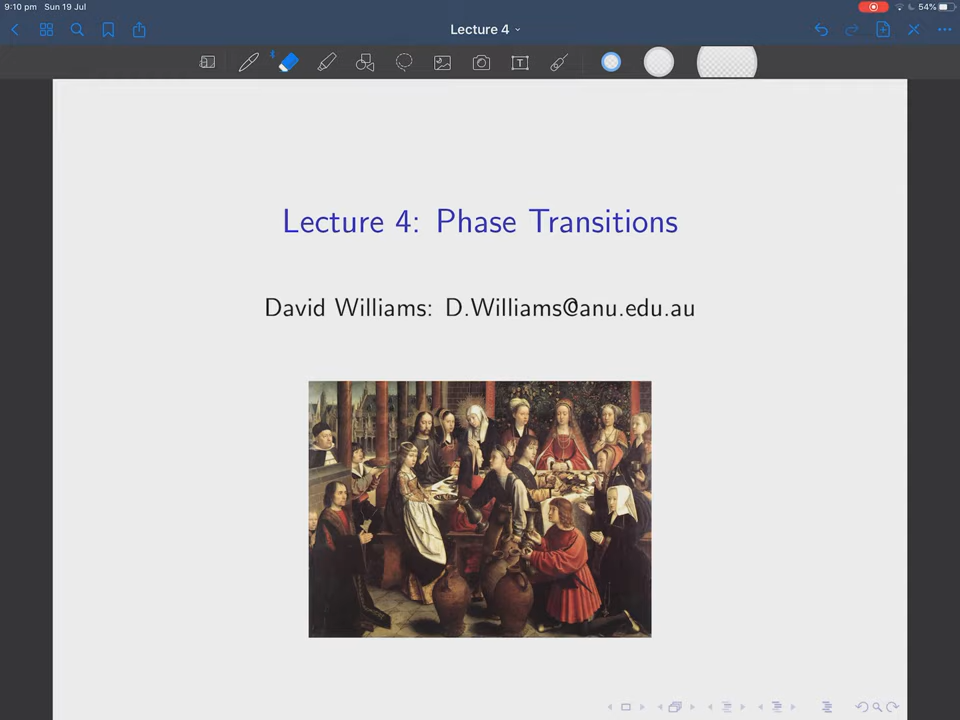 9:10 pm Sun 19 Jul
54%
Lecture 4
T
Lecture 4: Phase Transitions
David Williams: D.Williams@anu.edu.au